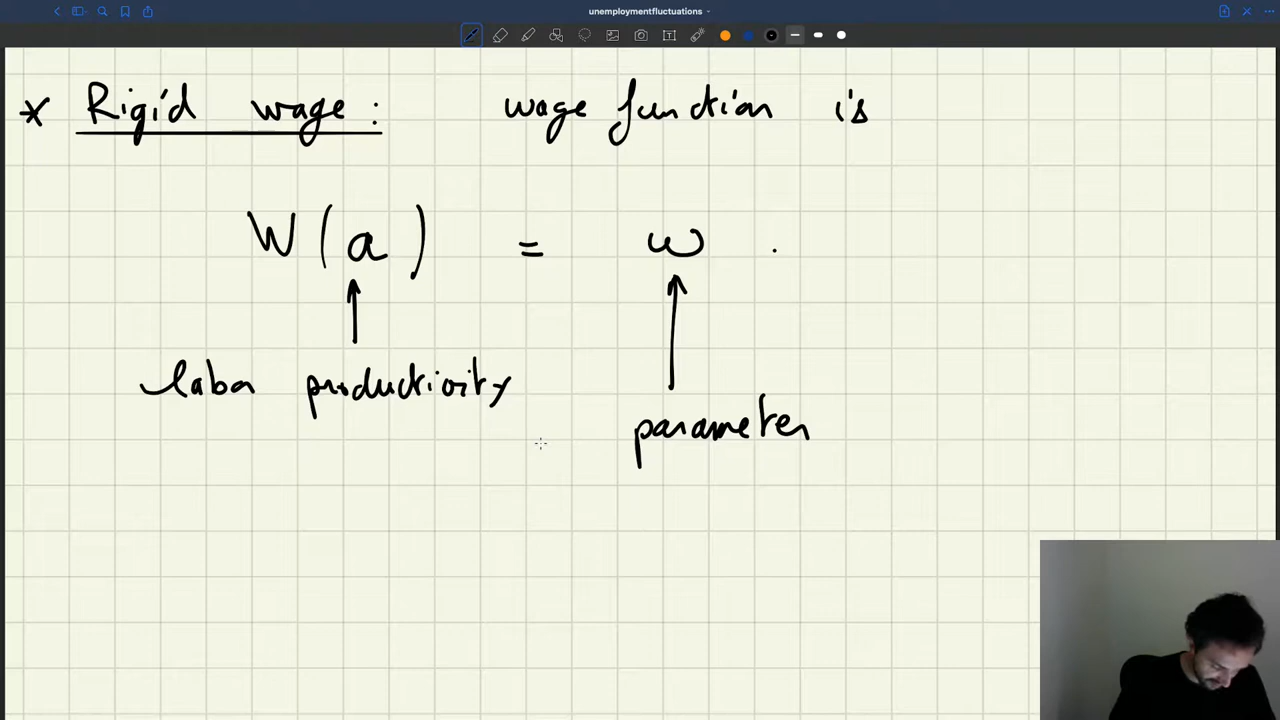 unemploymentfluctuations
* Rigid wage: wage function is
W(a) = w .
labor productivity
parameter